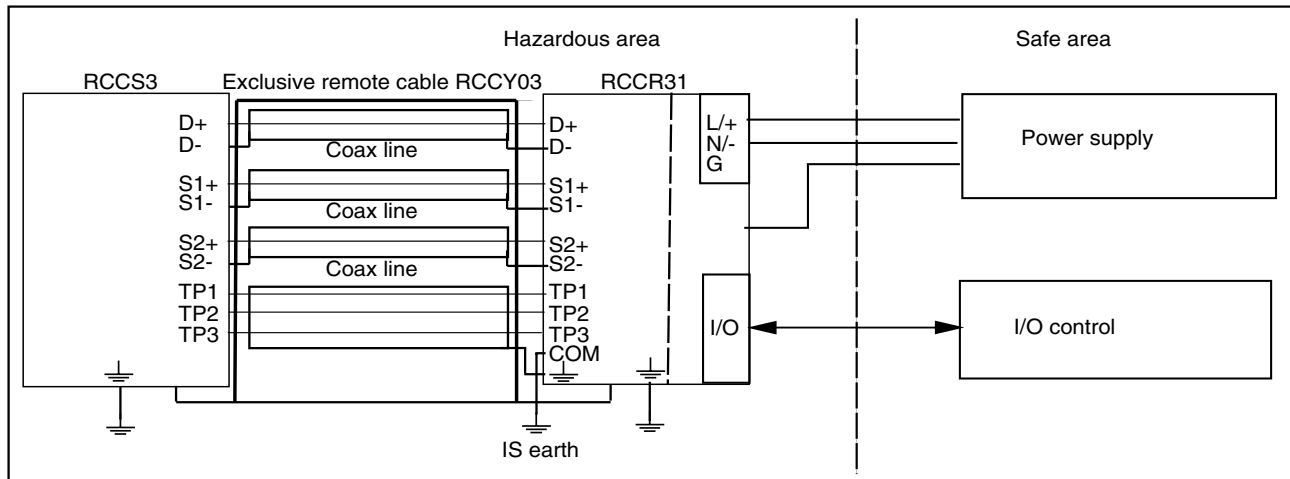 Hazardous area
Safe area
RCCS3
Exclusive remote cable RCCY03
RCCR31
D+
D-
S1+
S1-
S2+
S2-
TP1
TP2
TP3
Coax line
Coax line
Coax line
D+
D-
S1+
S1-
S2+
S2-
TP1
TP2
TP3
COM
IS earth
L/+
N/-
G
I/O
Power supply
I/O control